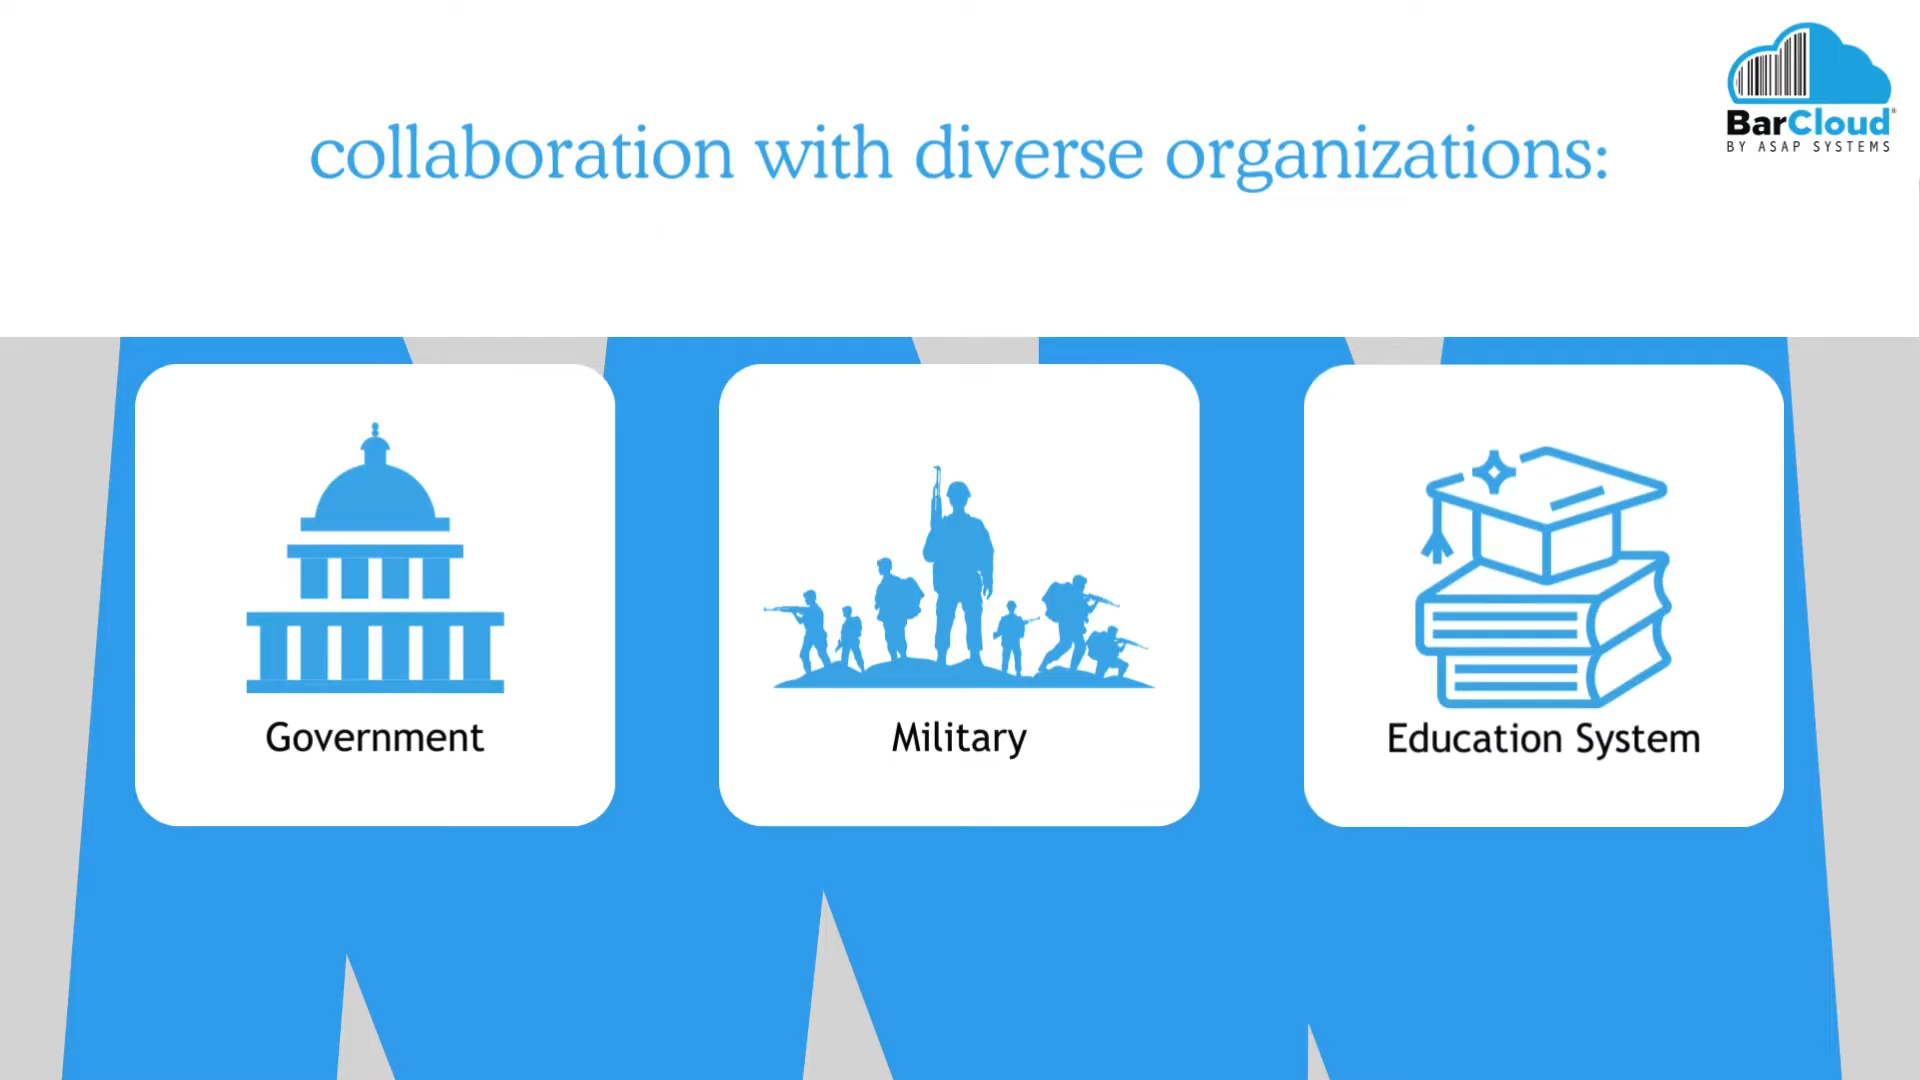 BarCloud®
BY ASAP SYSTEMS
collaboration with diverse organizations:
Government
Military
Education System